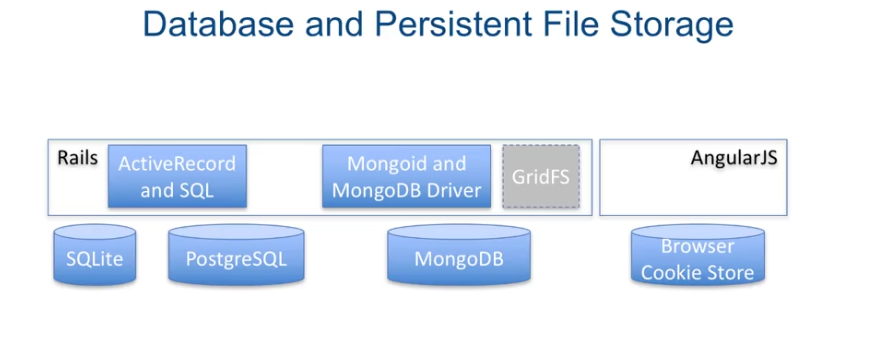 Database and Persistent File Storage
Rails
ActiveRecord
and SQL
Mongoid and
MongoDB Driver
GridFS
AngularJS
SQLite
PostgreSQL
MongoDB
Browser
Cookie Store